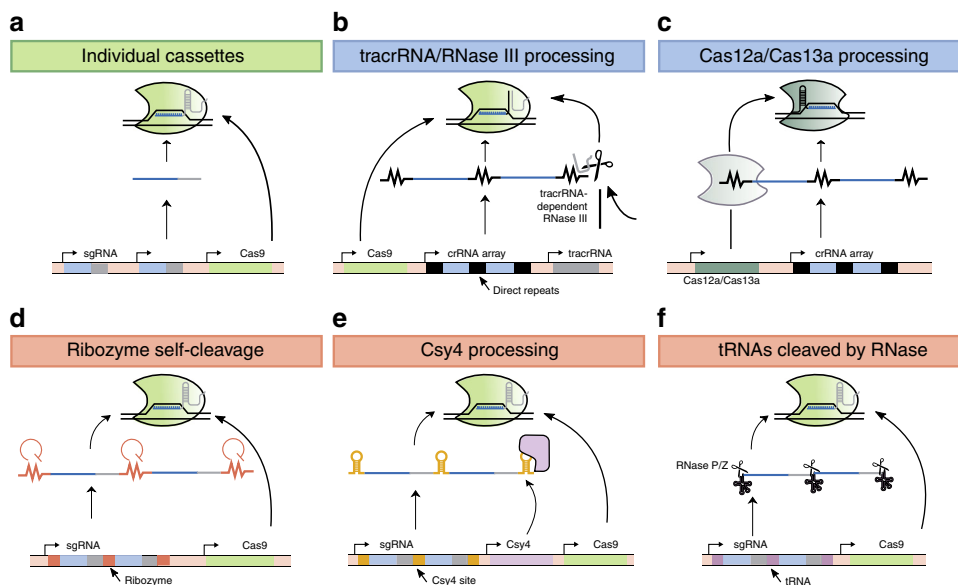 a
Individual cassettes
sgRNA
Cas9
b
tracrRNA/RNase III processing
tracrRNA-
dependent
RNase III
Cas9
crRNA array
tracrRNA
Direct repeats
c
Cas12a/Cas13a processing
crRNA array
Cas12a/Cas13a
d
Ribozyme self-cleavage
sgRNA
Cas9
Ribozyme
e
Csy4 processing
sgRNA
Csy4
Cas9
Csy4 site
f
tRNAs cleaved by RNase
RNase P/Z
sgRNA
Cas9
tRNA